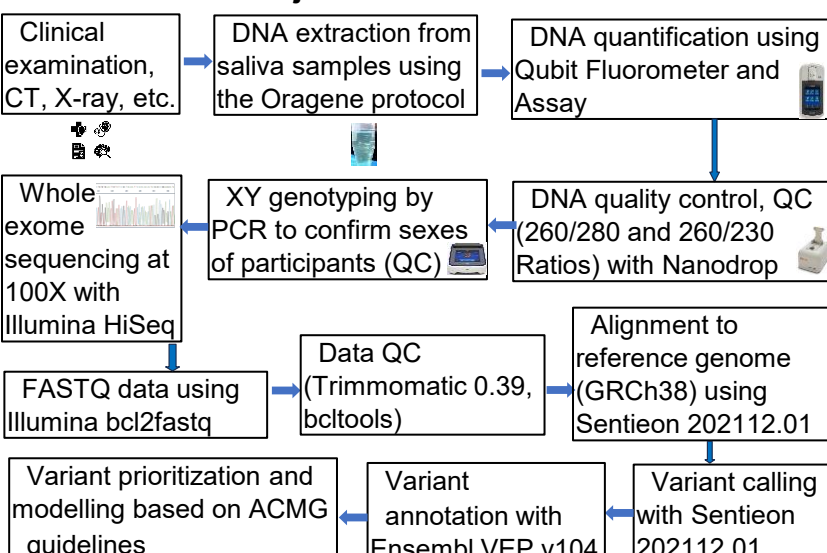 Clinical
examination,
CT, X-ray, etc.
DNA extraction from
saliva samples using
the Oragene protocol
DNA quantification using
Qubit Fluorometer and
Assay
DNA quality control, QC
(260/280 and 260/230
Ratios) with Nanodrop
XY genotyping by
PCR to confirm sexes
of participants (QC)
Whole
exome
sequencing at
100X with
Illumina HiSeq
FASTQ data using
Illumina bcl2fastq
Data QC
(Trimmomatic 0.39,
bcltools)
Alignment to
reference genome
(GRCh38) using
Sentieon 202112.01
Variant calling
with Sentieon
202112.01
Variant
annotation with
Ensembl VEP v104
Variant prioritization and
modelling based on ACMG
guidelines